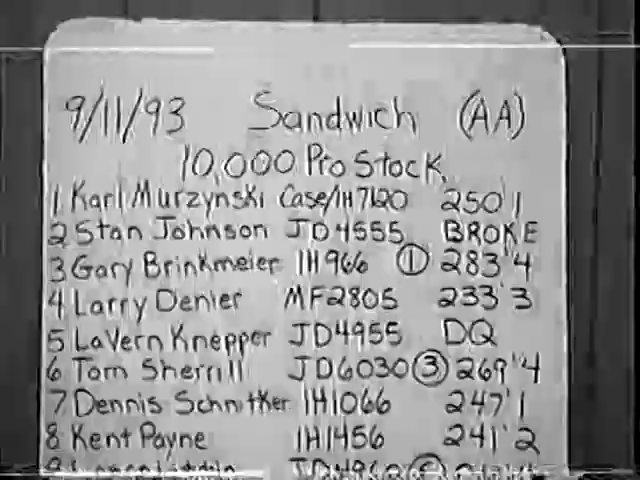 9/11/93 Sandwich (AA)
10,000 Pro Stock
1 Karl Murzynski Case/IH7120 250'1
2 Stan Johnson JD4555 BROKE
3 Gary Brinkmeier IH966 ① 283'4
4 Larry Denier MF2805 233'3
5 LaVern Knepper JD4955 DQ
6 Tom Sherrill JD6030 ③ 269'4
7 Dennis Schnitker IH1066 247'1
8 Kent Payne IH1456 241'2
9